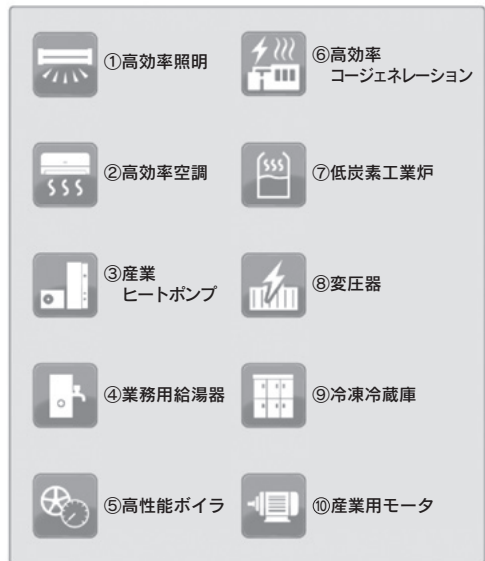 ①高効率照明
②高効率空調
③産業
ヒートポンプ
④業務用給湯器
⑤高性能ボイラ
⑥高効率
コージェネレーション
⑦低炭素工業炉
⑧変圧器
⑨冷凍冷蔵庫
⑩産業用モータ